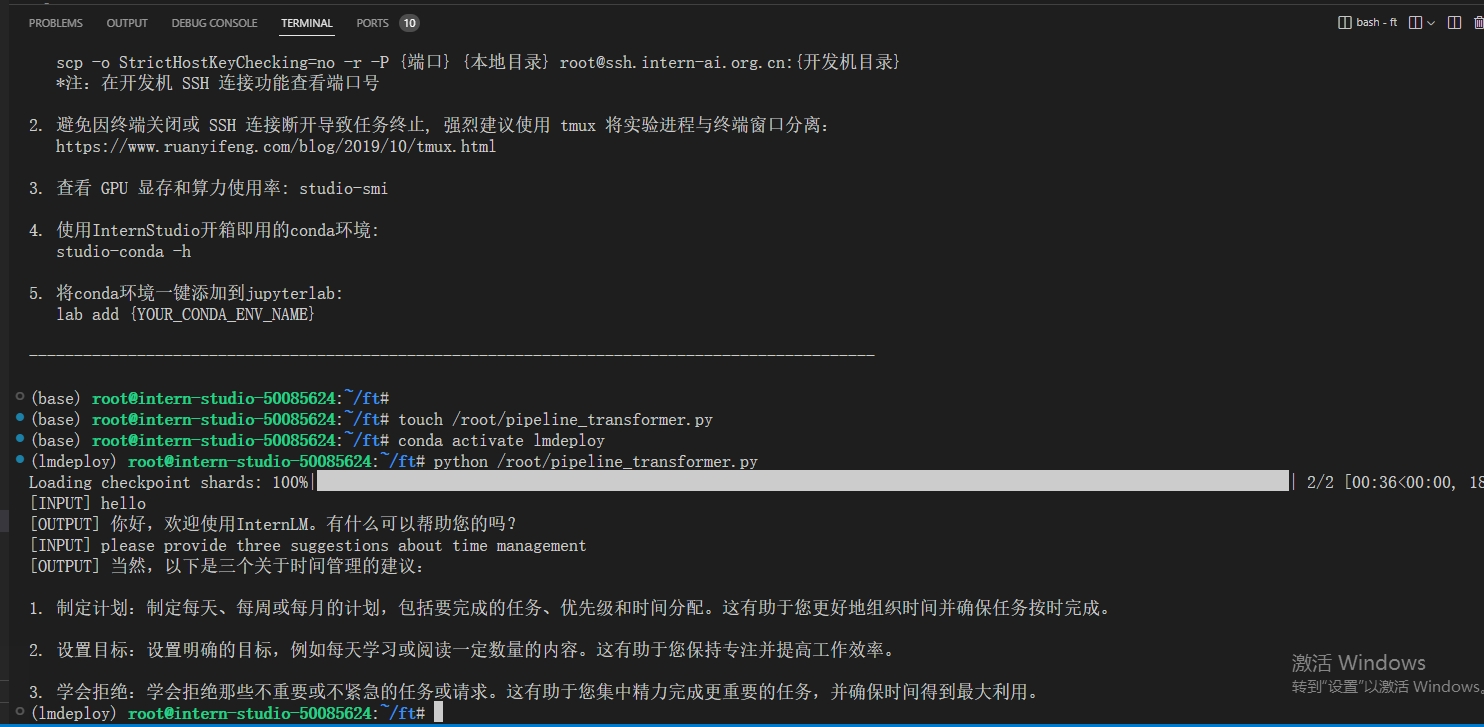 PROBLEMS OUTPUT DEBUG CONSOLE TERMINAL PORTS 10 bash - ft
scp -o StrictHostKeyChecking=no -r -P {端口} {本地目录} root@ssh.intern-ai.org.cn:{开发机目录}
*注: 在开发机 SSH 连接功能查看端口号
2. 避免因终端关闭或 SSH 连接断开导致任务终止, 强烈建议使用 tmux 将实验进程与终端窗口分离:
https://www.ruanyifeng.com/blog/2019/10/tmux.html
3. 查看 GPU 显存和算力使用率: studio-smi
4. 使用InternStudio开箱即用的conda环境:
studio-conda -h
5. 将conda环境一键添加到jupyterlab:
lab add {YOUR_CONDA_ENV_NAME}
----------------------------------------------------------------------------------------------
(base) root@intern-studio-50085624:~/ft#
(base) root@intern-studio-50085624:~/ft# touch /root/pipeline_transformer.py
(base) root@intern-studio-50085624:~/ft# conda activate lmdeploy
(lmdeploy) root@intern-studio-50085624:~/ft# python /root/pipeline_transformer.py
Loading checkpoint shards: 100%| | 2/2 [00:36<00:00, 18
[INPUT] hello
[OUTPUT] 你好，欢迎使用InternLM。有什么可以帮助您的吗？
[INPUT] please provide three suggestions about time management
[OUTPUT] 当然，以下是三个关于时间管理的建议：
1. 制定计划：制定每天、每周或每月的计划，包括要完成的任务、优先级和时间分配。这有助于您更好地组织时间并确保任务按时完成。
2. 设置目标：设置明确的目标，例如每天学习或阅读一定数量的内容。这有助于您保持专注并提高工作效率。
3. 学会拒绝：学会拒绝那些不重要或不紧急的任务或请求。这有助于您集中精力完成更重要的任务，并确保时间得到最大利用。
(lmdeploy) root@intern-studio-50085624:~/ft#
激活 Windows
转到“设置”以激活 Windows。